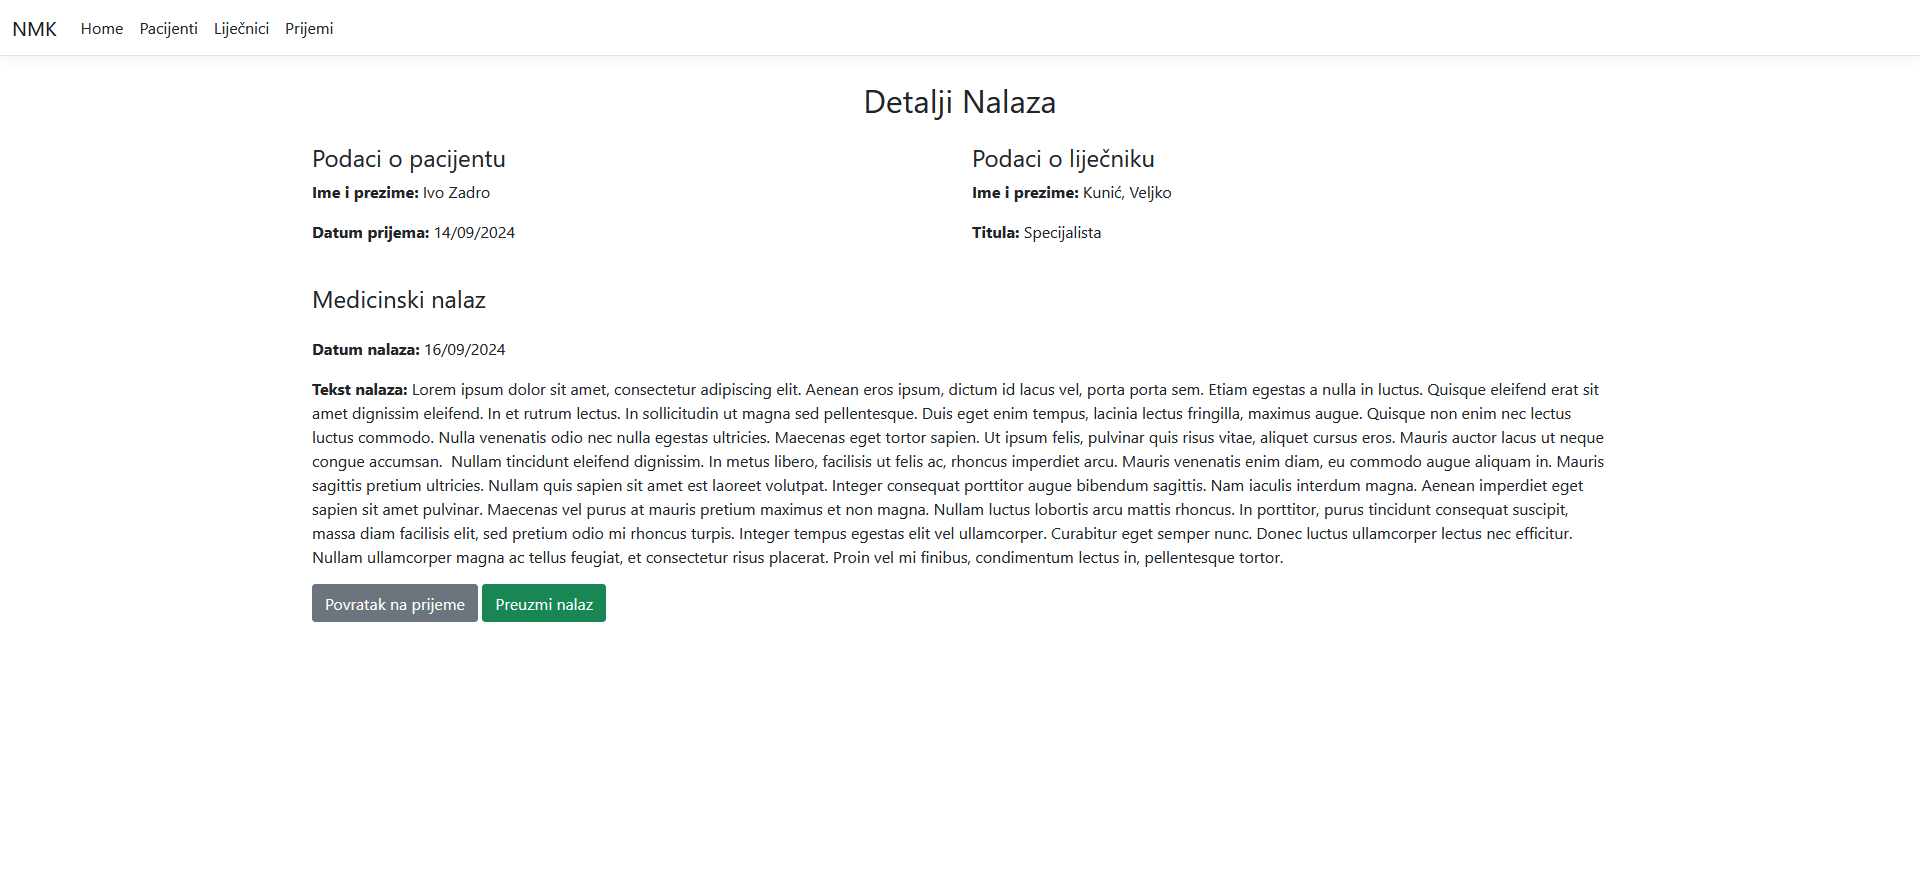 NMK Home Pacijenti Liječnici Prijemi
Detalji Nalaza
Podaci o pacijentu
Ime i prezime: Ivo Zadro
Datum prijema: 14/09/2024
Podaci o liječniku
Ime i prezime: Kunić, Veljko
Titula: Specijalista
Medicinski nalaz
Datum nalaza: 16/09/2024
Tekst nalaza: Lorem ipsum dolor sit amet, consectetur adipiscing elit. Aenean eros ipsum, dictum id lacus vel, porta porta sem. Etiam egestas a nulla in luctus. Quisque eleifend erat sit
amet dignissim eleifend. In et rutrum lectus. In sollicitudin ut magna sed pellentesque. Duis eget enim tempus, lacinia lectus fringilla, maximus augue. Quisque non enim nec lectus
luctus commodo. Nulla venenatis odio nec nulla egestas ultricies. Maecenas eget tortor sapien. Ut ipsum felis, pulvinar quis risus vitae, aliquet cursus eros. Mauris auctor lacus ut neque
congue accumsan.  Nullam tincidunt eleifend dignissim. In metus libero, facilisis ut felis ac, rhoncus imperdiet arcu. Mauris venenatis enim diam, eu commodo augue aliquam in. Mauris
sagittis pretium ultricies. Nullam quis sapien sit amet est laoreet volutpat. Integer consequat porttitor augue bibendum sagittis. Nam iaculis interdum magna. Aenean imperdiet eget
sapien sit amet pulvinar. Maecenas vel purus at mauris pretium maximus et non magna. Nullam luctus lobortis arcu mattis rhoncus. In porttitor, purus tincidunt consequat suscipit,
massa diam facilisis elit, sed pretium odio mi rhoncus turpis. Integer tempus egestas elit vel ullamcorper. Curabitur eget semper nunc. Donec luctus ullamcorper lectus nec efficitur.
Nullam ullamcorper magna ac tellus feugiat, et consectetur risus placerat. Proin vel mi finibus, condimentum lectus in, pellentesque tortor.
Povratak na prijeme Preuzmi nalaz